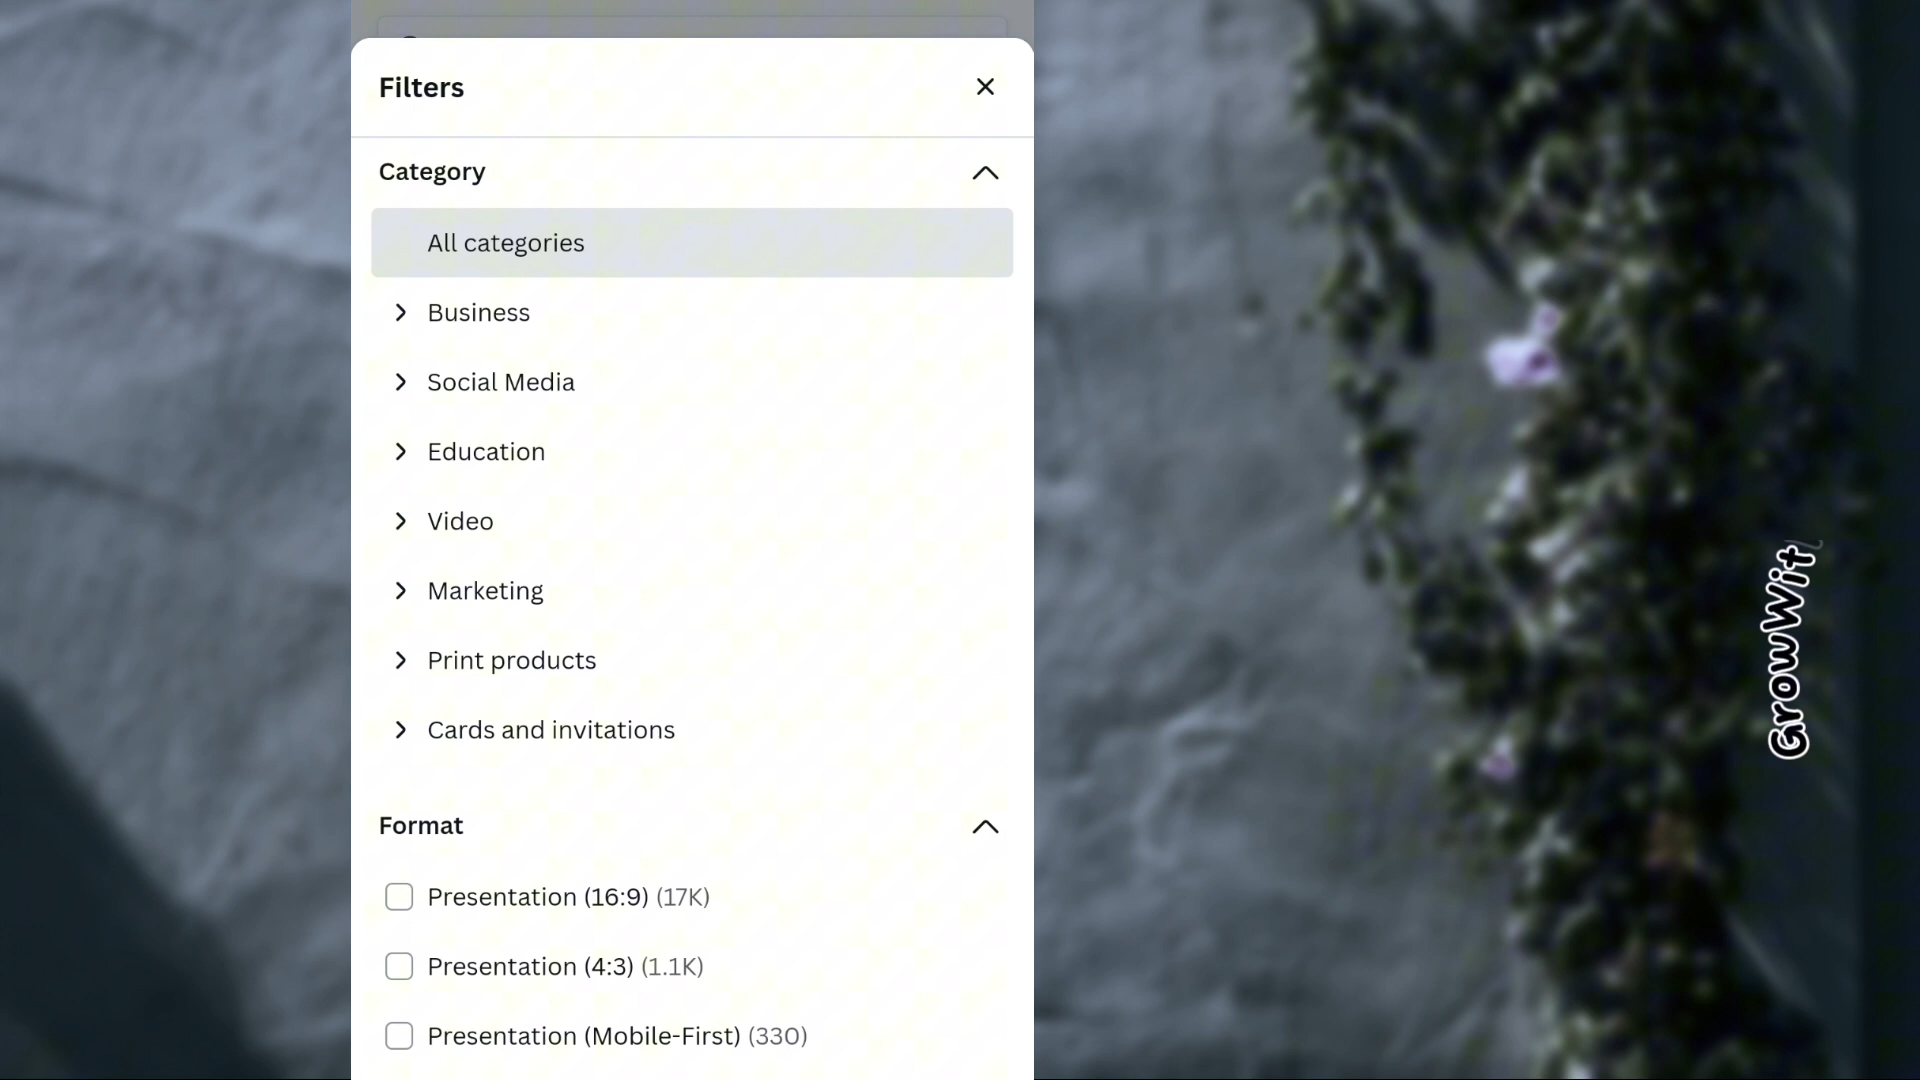 Filters
Category
All categories
Business
Social Media
Education
Video
Marketing
Print products
Cards and invitations
Format
Presentation (16:9) (17K)
Presentation (4:3) (1.1K)
Presentation (Mobile-First) (330)
GrowWit